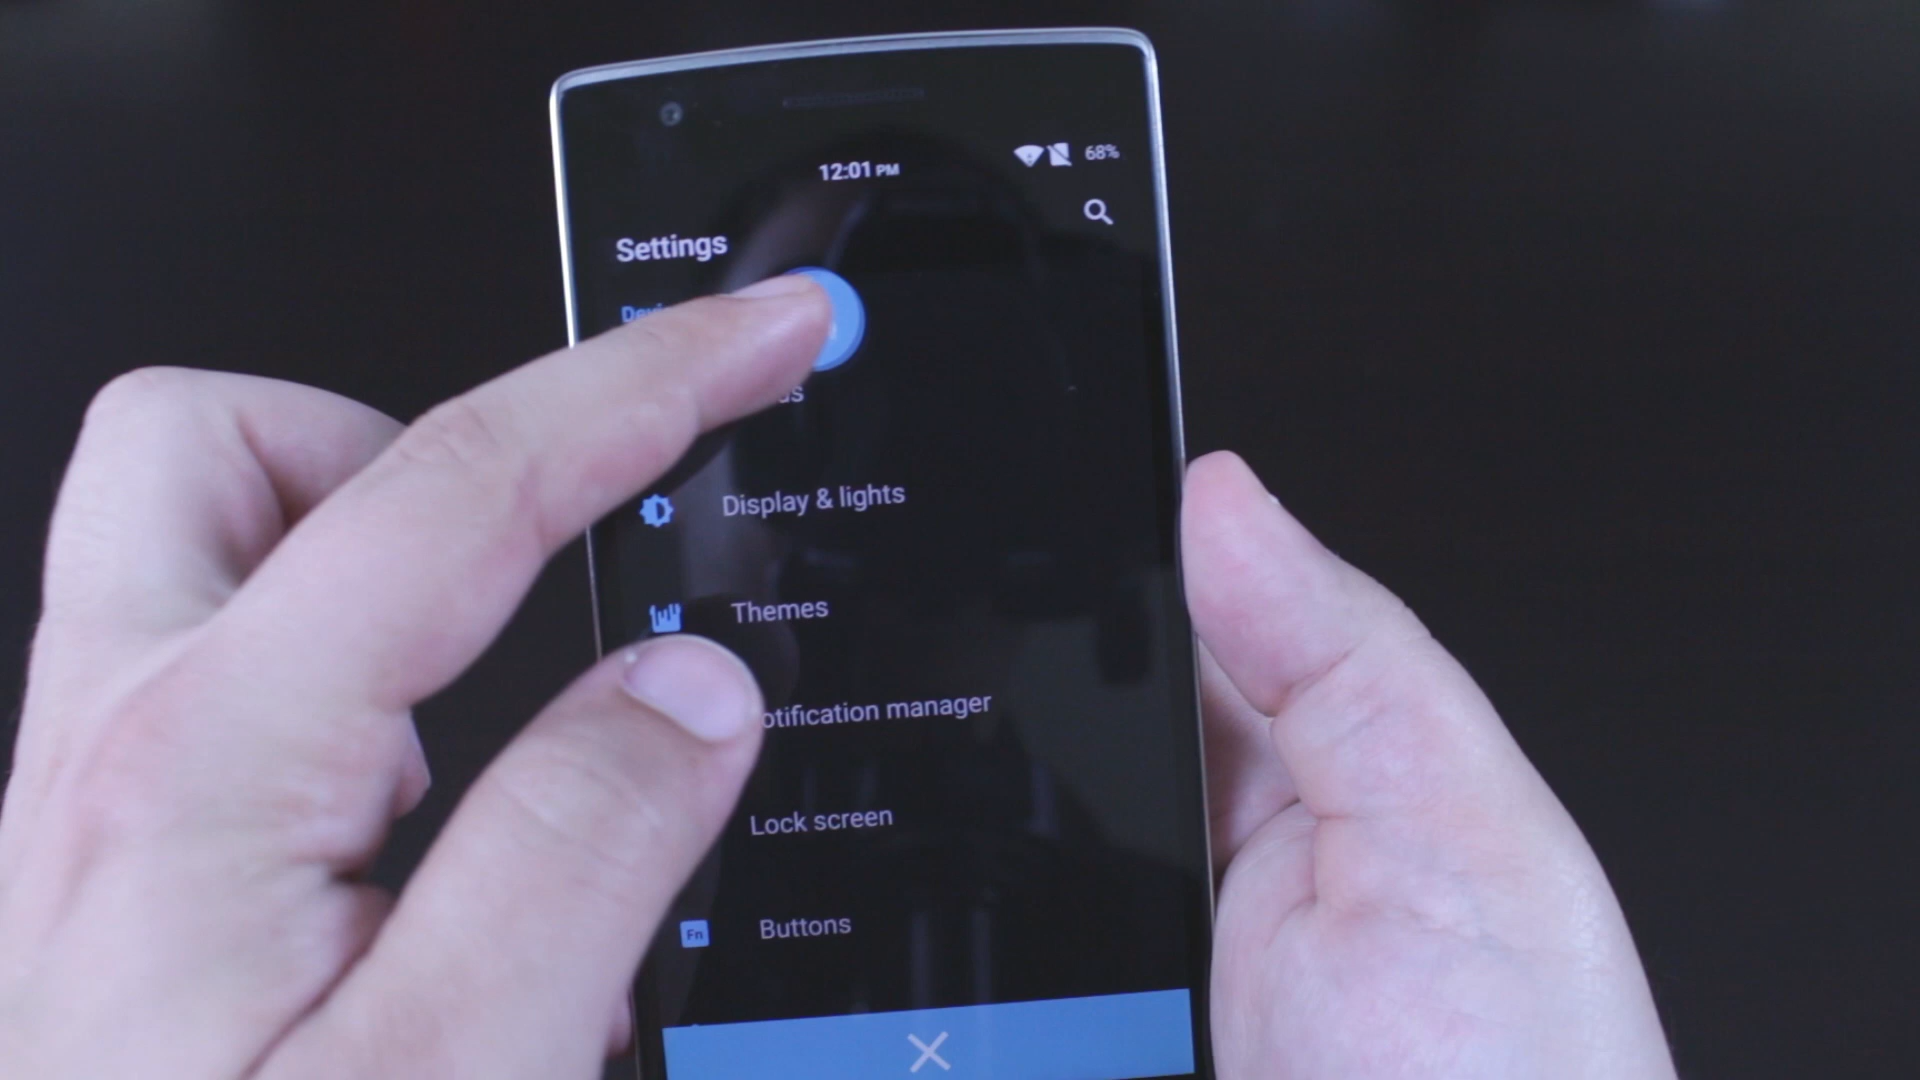 12:01 PM
68%
Settings
Display & lights
Themes
otification manager
Lock screen
Fn
Buttons